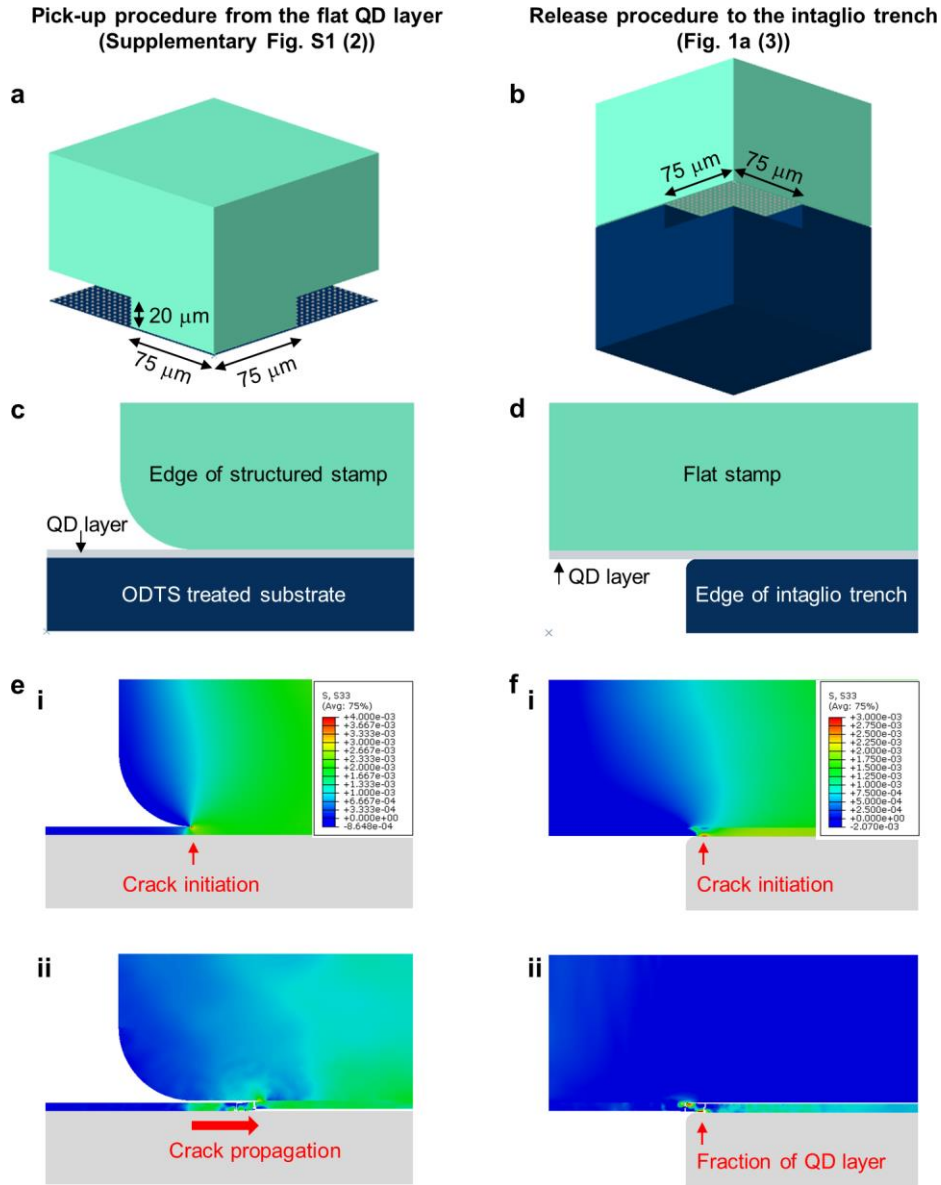 Pick-up procedure from the flat QD layer
(Supplementary Fig. S1 (2))
Release procedure to the intaglio trench
(Fig. 1a (3))
a
20 μm
75 μm
75 μm
b
75 μm
75 μm
c
Edge of structured stamp
QD layer
ODTS treated substrate
d
Flat stamp
QD layer
Edge of intaglio trench
e
i
S, S33
(Avg: 75%)
+4.000e-03
+3.667e-03
+3.333e-03
+3.000e-03
+2.667e-03
+2.333e-03
+2.000e-03
+1.667e-03
+1.333e-03
+1.000e-03
+6.667e-04
+3.333e-04
+0.000e+00
-8.648e-04
Crack initiation
f
i
S, S33
(Avg: 75%)
+3.000e-03
+2.750e-03
+2.500e-03
+2.250e-03
+2.000e-03
+1.750e-03
+1.500e-03
+1.250e-03
+1.000e-03
+7.500e-04
+5.000e-04
+2.500e-04
+0.000e+00
-2.070e-03
Crack initiation
ii
Crack propagation
ii
Fraction of QD layer